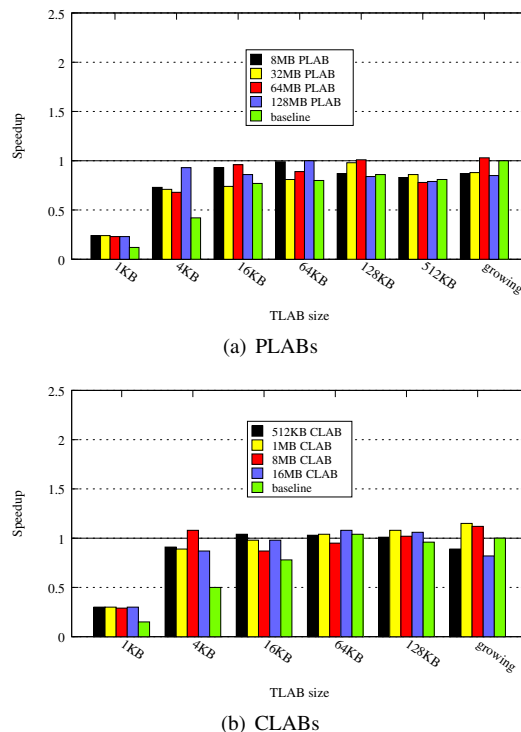 2.5
2
1.5
1
0.5
0
Speedup
8MB PLAB
32MB PLAB
64MB PLAB
128MB PLAB
baseline
1KB
4KB
16KB
64KB
128KB
512KB
growing
TLAB size
(a) PLABs
2.5
2
1.5
1
0.5
0
Speedup
512KB CLAB
1MB CLAB
8MB CLAB
16MB CLAB
baseline
1KB
4KB
16KB
64KB
128KB
growing
TLAB size
(b) CLABs